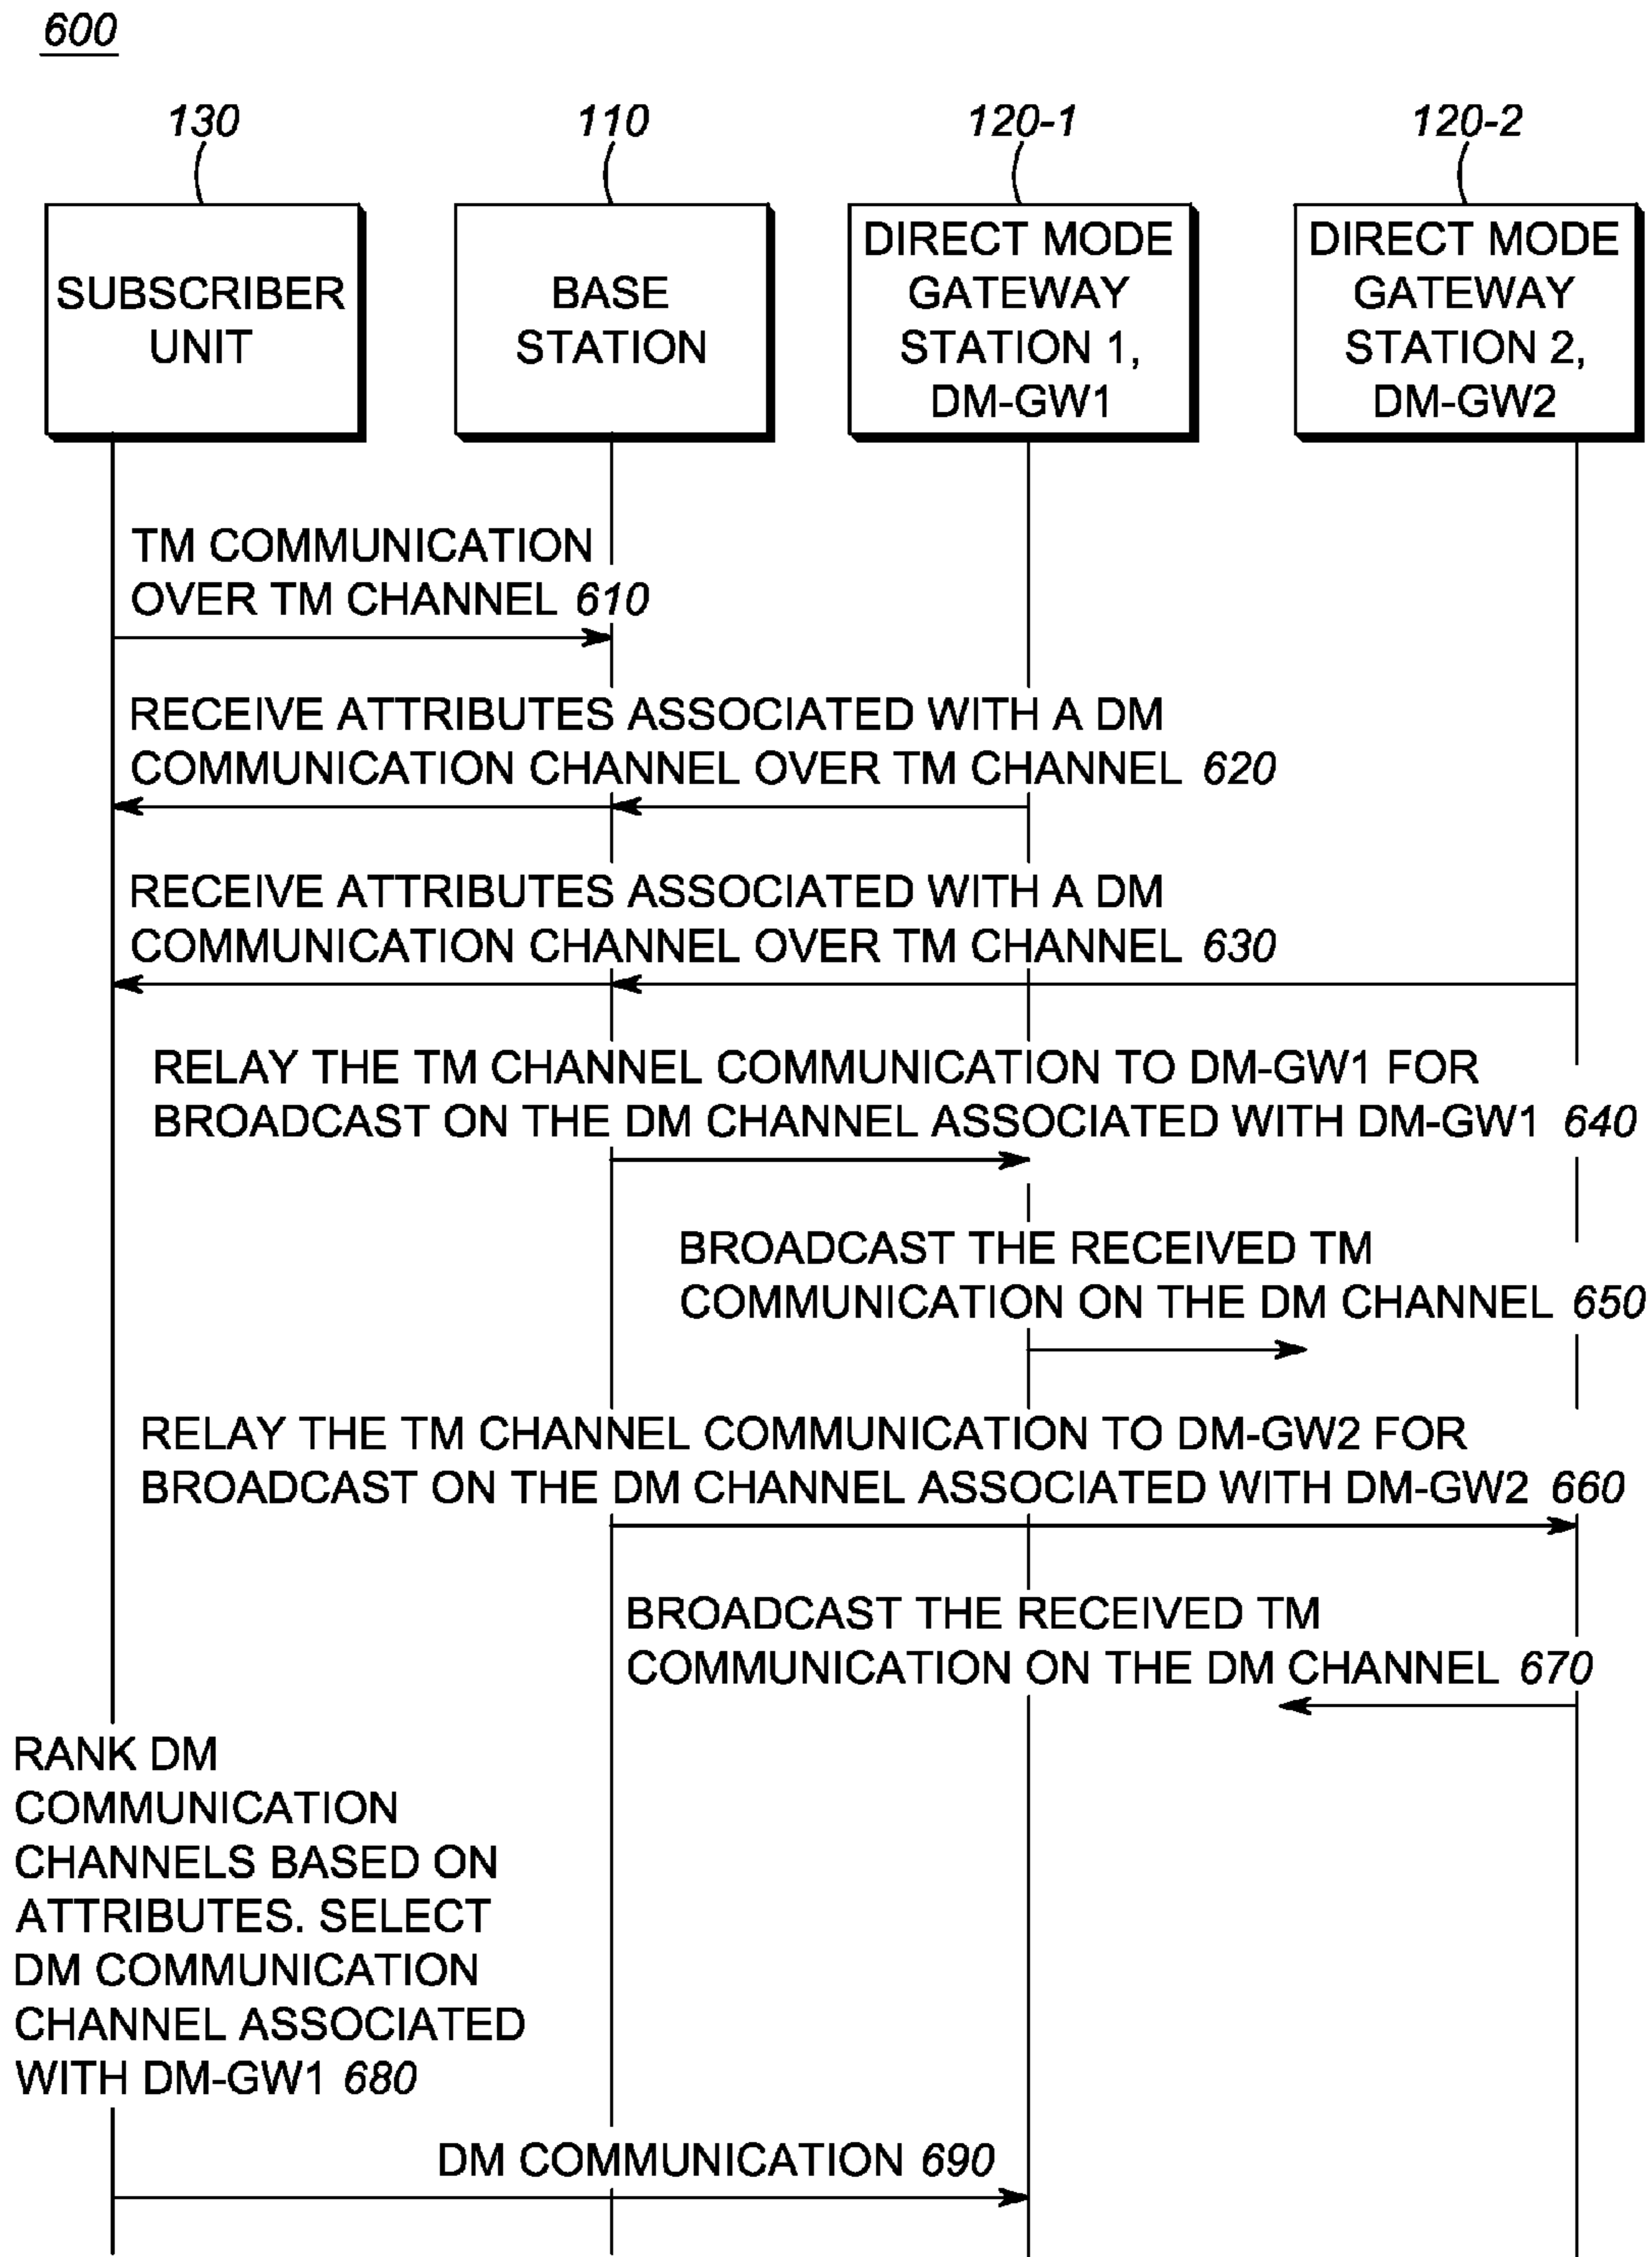 600
130
110
120-1
120-2
SUBSCRIBER
UNIT
BASE
STATION
DIRECT MODE
GATEWAY
STATION 1,
DM-GW1
DIRECT MODE
GATEWAY
STATION 2,
DM-GW2
TM COMMUNICATION
OVER TM CHANNEL 610
RECEIVE ATTRIBUTES ASSOCIATED WITH A DM
COMMUNICATION CHANNEL OVER TM CHANNEL 620
RECEIVE ATTRIBUTES ASSOCIATED WITH A DM
COMMUNICATION CHANNEL OVER TM CHANNEL 630
RELAY THE TM CHANNEL COMMUNICATION TO DM-GW1 FOR
BROADCAST ON THE DM CHANNEL ASSOCIATED WITH DM-GW1 640
BROADCAST THE RECEIVED TM
COMMUNICATION ON THE DM CHANNEL 650
RELAY THE TM CHANNEL COMMUNICATION TO DM-GW2 FOR
BROADCAST ON THE DM CHANNEL ASSOCIATED WITH DM-GW2 660
BROADCAST THE RECEIVED TM
COMMUNICATION ON THE DM CHANNEL 670
RANK DM
COMMUNICATION
CHANNELS BASED ON
ATTRIBUTES. SELECT
DM COMMUNICATION
CHANNEL ASSOCIATED
WITH DM-GW1 680
DM COMMUNICATION 690